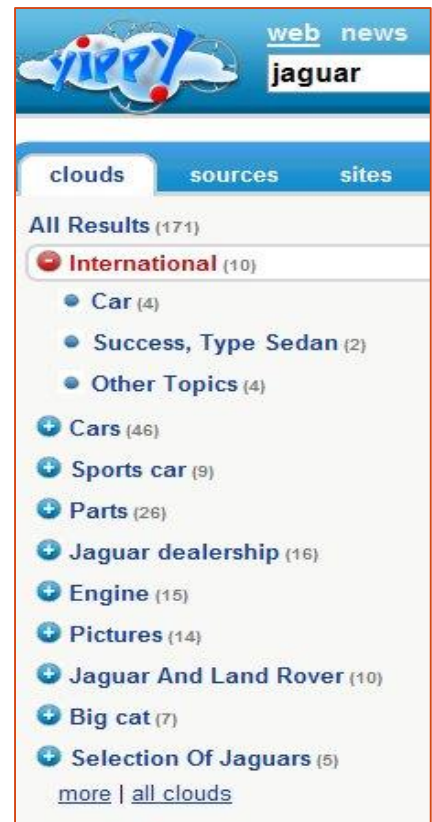 yippy!
web news
jaguar
clouds sources sites
All Results (171)
International (10)
Car (4)
Success, Type Sedan (2)
Other Topics (4)
Cars (46)
Sports car (9)
Parts (26)
Jaguar dealership (16)
Engine (15)
Pictures (14)
Jaguar And Land Rover (10)
Big cat (7)
Selection Of Jaguars (5)
more | all clouds